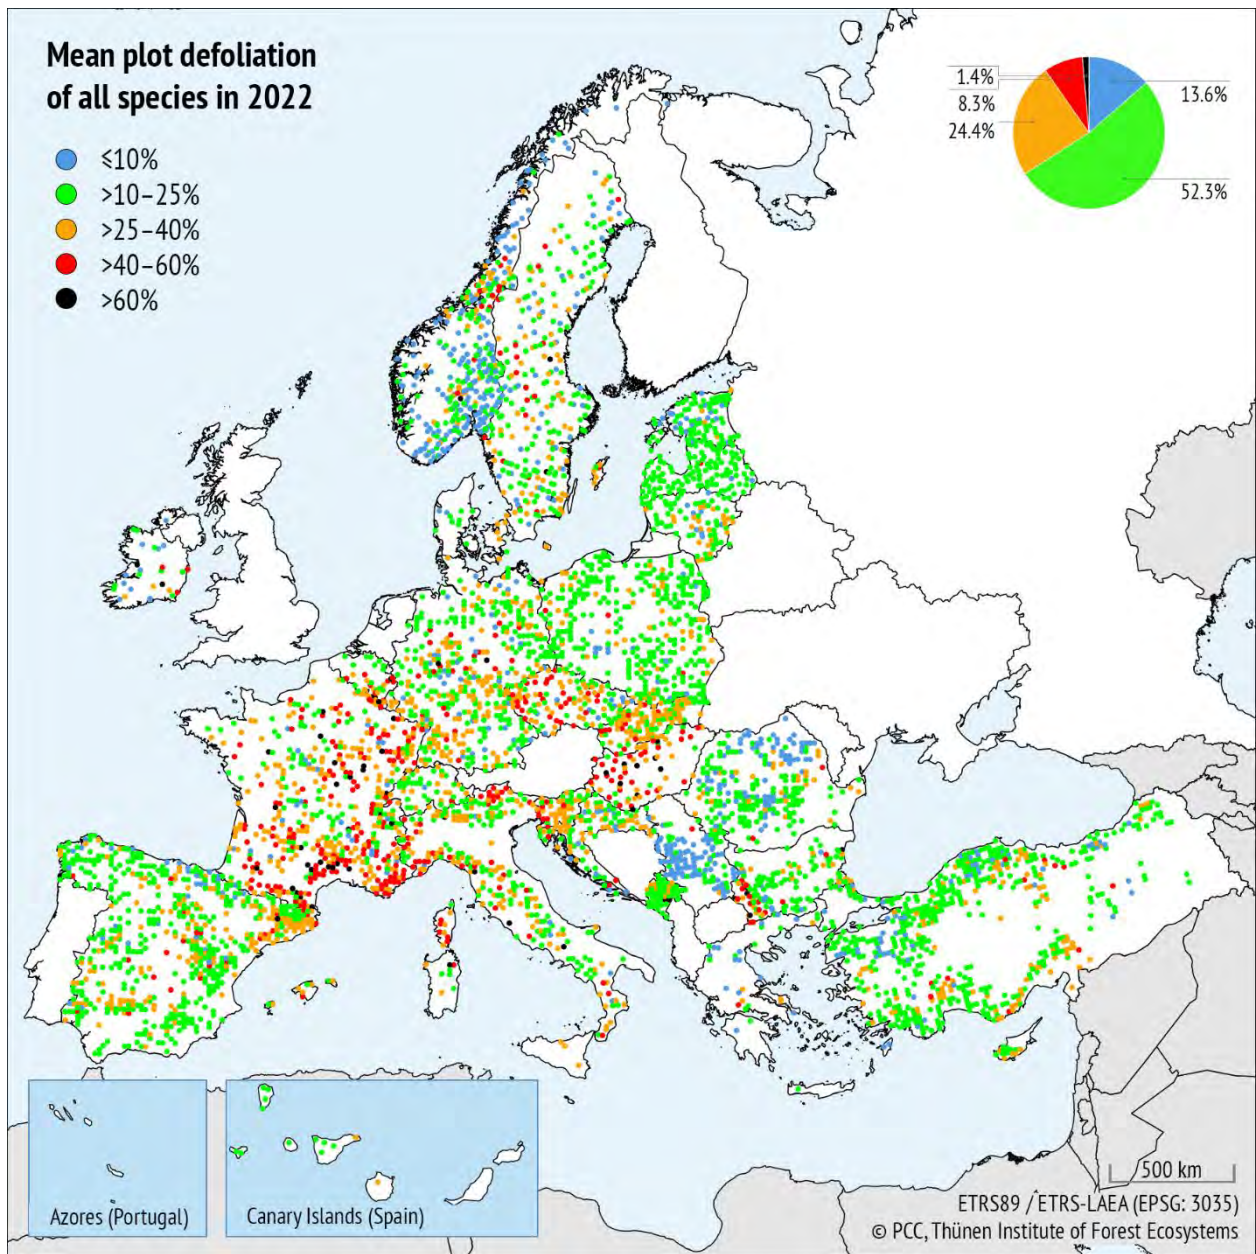 Mean plot defoliation
of all species in 2022
≤10%
>10–25%
>25–40%
>40–60%
>60%
1.4%
8.3%
24.4%
13.6%
52.3%
Azores (Portugal)
Canary Islands (Spain)
500 km
ETRS89 / ETRS-LAEA (EPSG: 3035)
© PCC, Thünen Institute of Forest Ecosystems